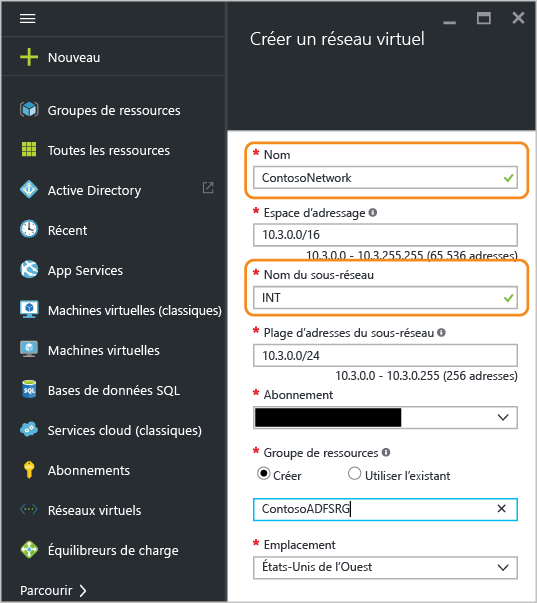 Nouveau
Groupes de ressources
Toutes les ressources
Active Directory
Récent
App Services
Machines virtuelles (classiques)
Machines virtuelles
Bases de données SQL
Services cloud (classiques)
Abonnements
Réseaux virtuels
Équilibreurs de charge
Parcourir
Créer un réseau virtuel
* Nom
ContosoNetwork
* Espace d'adressage
10.3.0.0/16
10.3.0.0 - 10.3.255.255 (65 536 adresses)
* Nom du sous-réseau
INT
* Plage d'adresses du sous-réseau
10.3.0.0/24
10.3.0.0 - 10.3.0.255 (256 adresses)
* Abonnement
* Groupe de ressources
Créer Utiliser l'existant
ContosoADFSRG
* Emplacement
États-Unis de l'Ouest